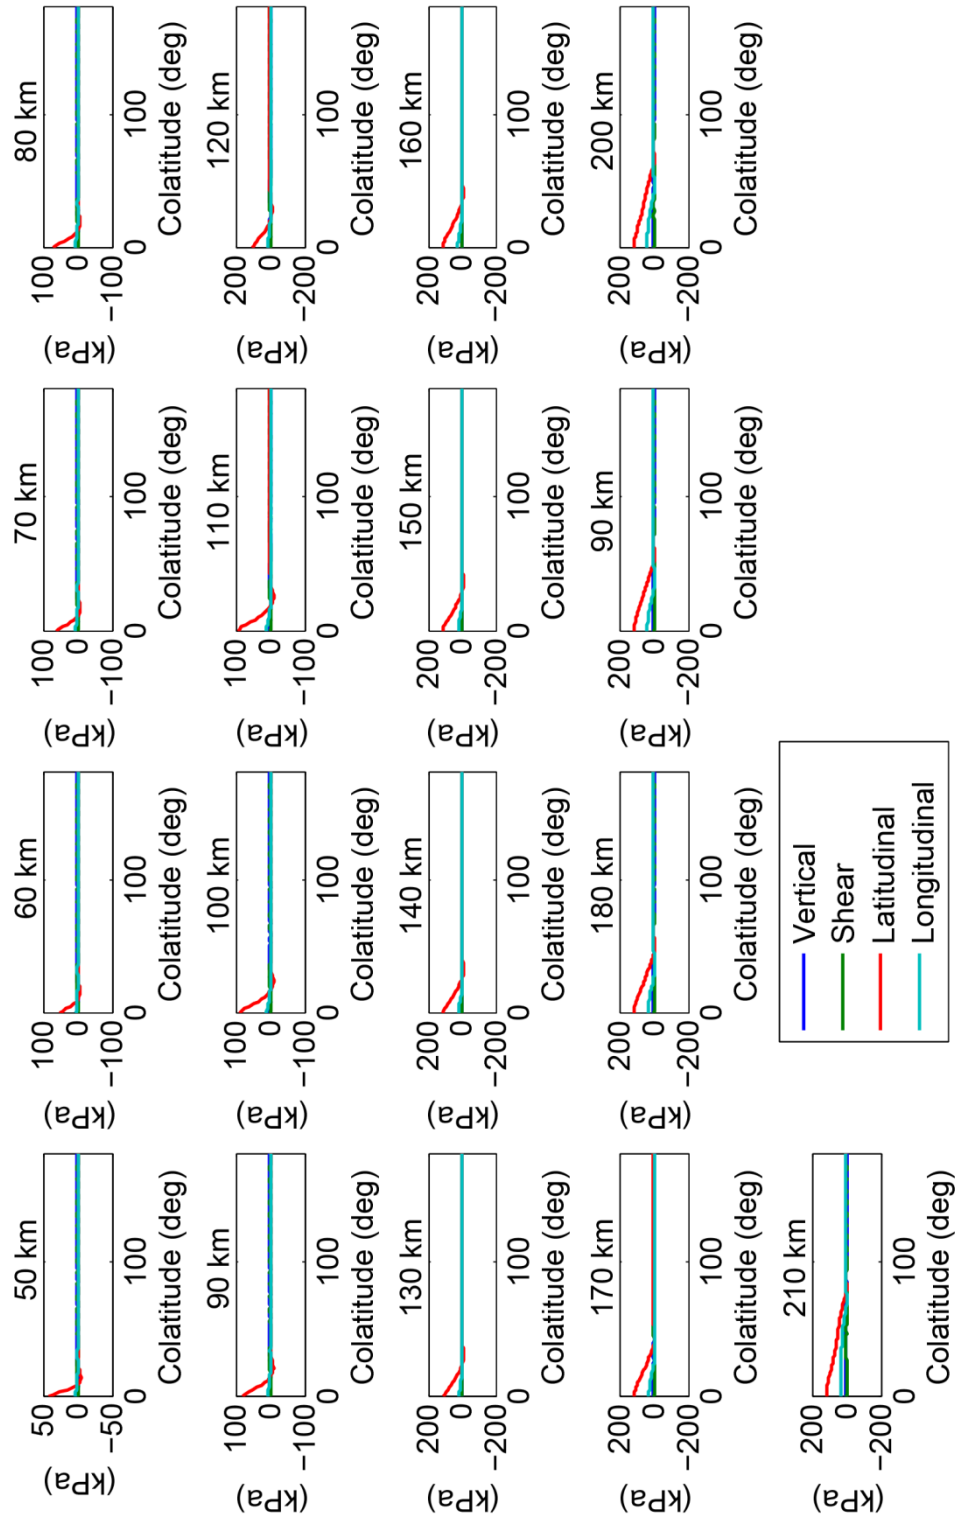 50 km
50
0
−50
(kPa)
0
100
Colatitude (deg)
60 km
100
0
−100
(kPa)
0
100
Colatitude (deg)
70 km
100
0
−100
(kPa)
0
100
Colatitude (deg)
80 km
100
0
−100
(kPa)
0
100
Colatitude (deg)
90 km
100
0
−100
(kPa)
0
100
Colatitude (deg)
100 km
100
0
−100
(kPa)
0
100
Colatitude (deg)
110 km
100
0
−100
(kPa)
0
100
Colatitude (deg)
120 km
200
0
−200
(kPa)
0
100
Colatitude (deg)
130 km
200
0
−200
(kPa)
0
100
Colatitude (deg)
140 km
200
0
−200
(kPa)
0
100
Colatitude (deg)
150 km
200
0
−200
(kPa)
0
100
Colatitude (deg)
160 km
200
0
−200
(kPa)
0
100
Colatitude (deg)
170 km
200
0
−200
(kPa)
0
100
Colatitude (deg)
180 km
200
0
−200
(kPa)
0
100
Colatitude (deg)
90 km
200
0
−200
(kPa)
0
100
Colatitude (deg)
200 km
200
0
−200
(kPa)
0
100
Colatitude (deg)
210 km
200
0
−200
(kPa)
0
100
Colatitude (deg)
Vertical
Shear
Latitudinal
Longitudinal